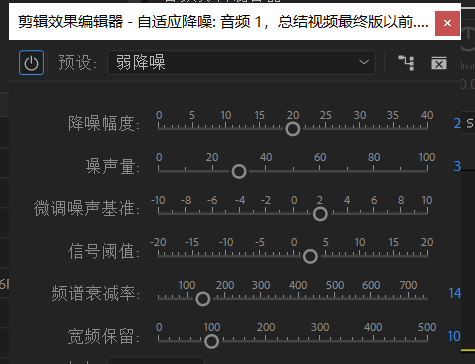 剪辑效果编辑器 - 自适应降噪: 音频 1，总结视频最终版以前....
预设: 弱降噪
0 5 10 15 20 25 30 35 40
降噪幅度:
0 20 40 60 80 100
噪声量: 3
-10 -8 -6 -4 -2 0 2 4 6 8 10
微调噪声基准: 2
-20 -15 -10 -5 0 5 10 15 20
信号阈值:
100 200 300 400 500 600 700
频谱衰减率: 14
0 100 200 300 400 500
宽频保留: 10